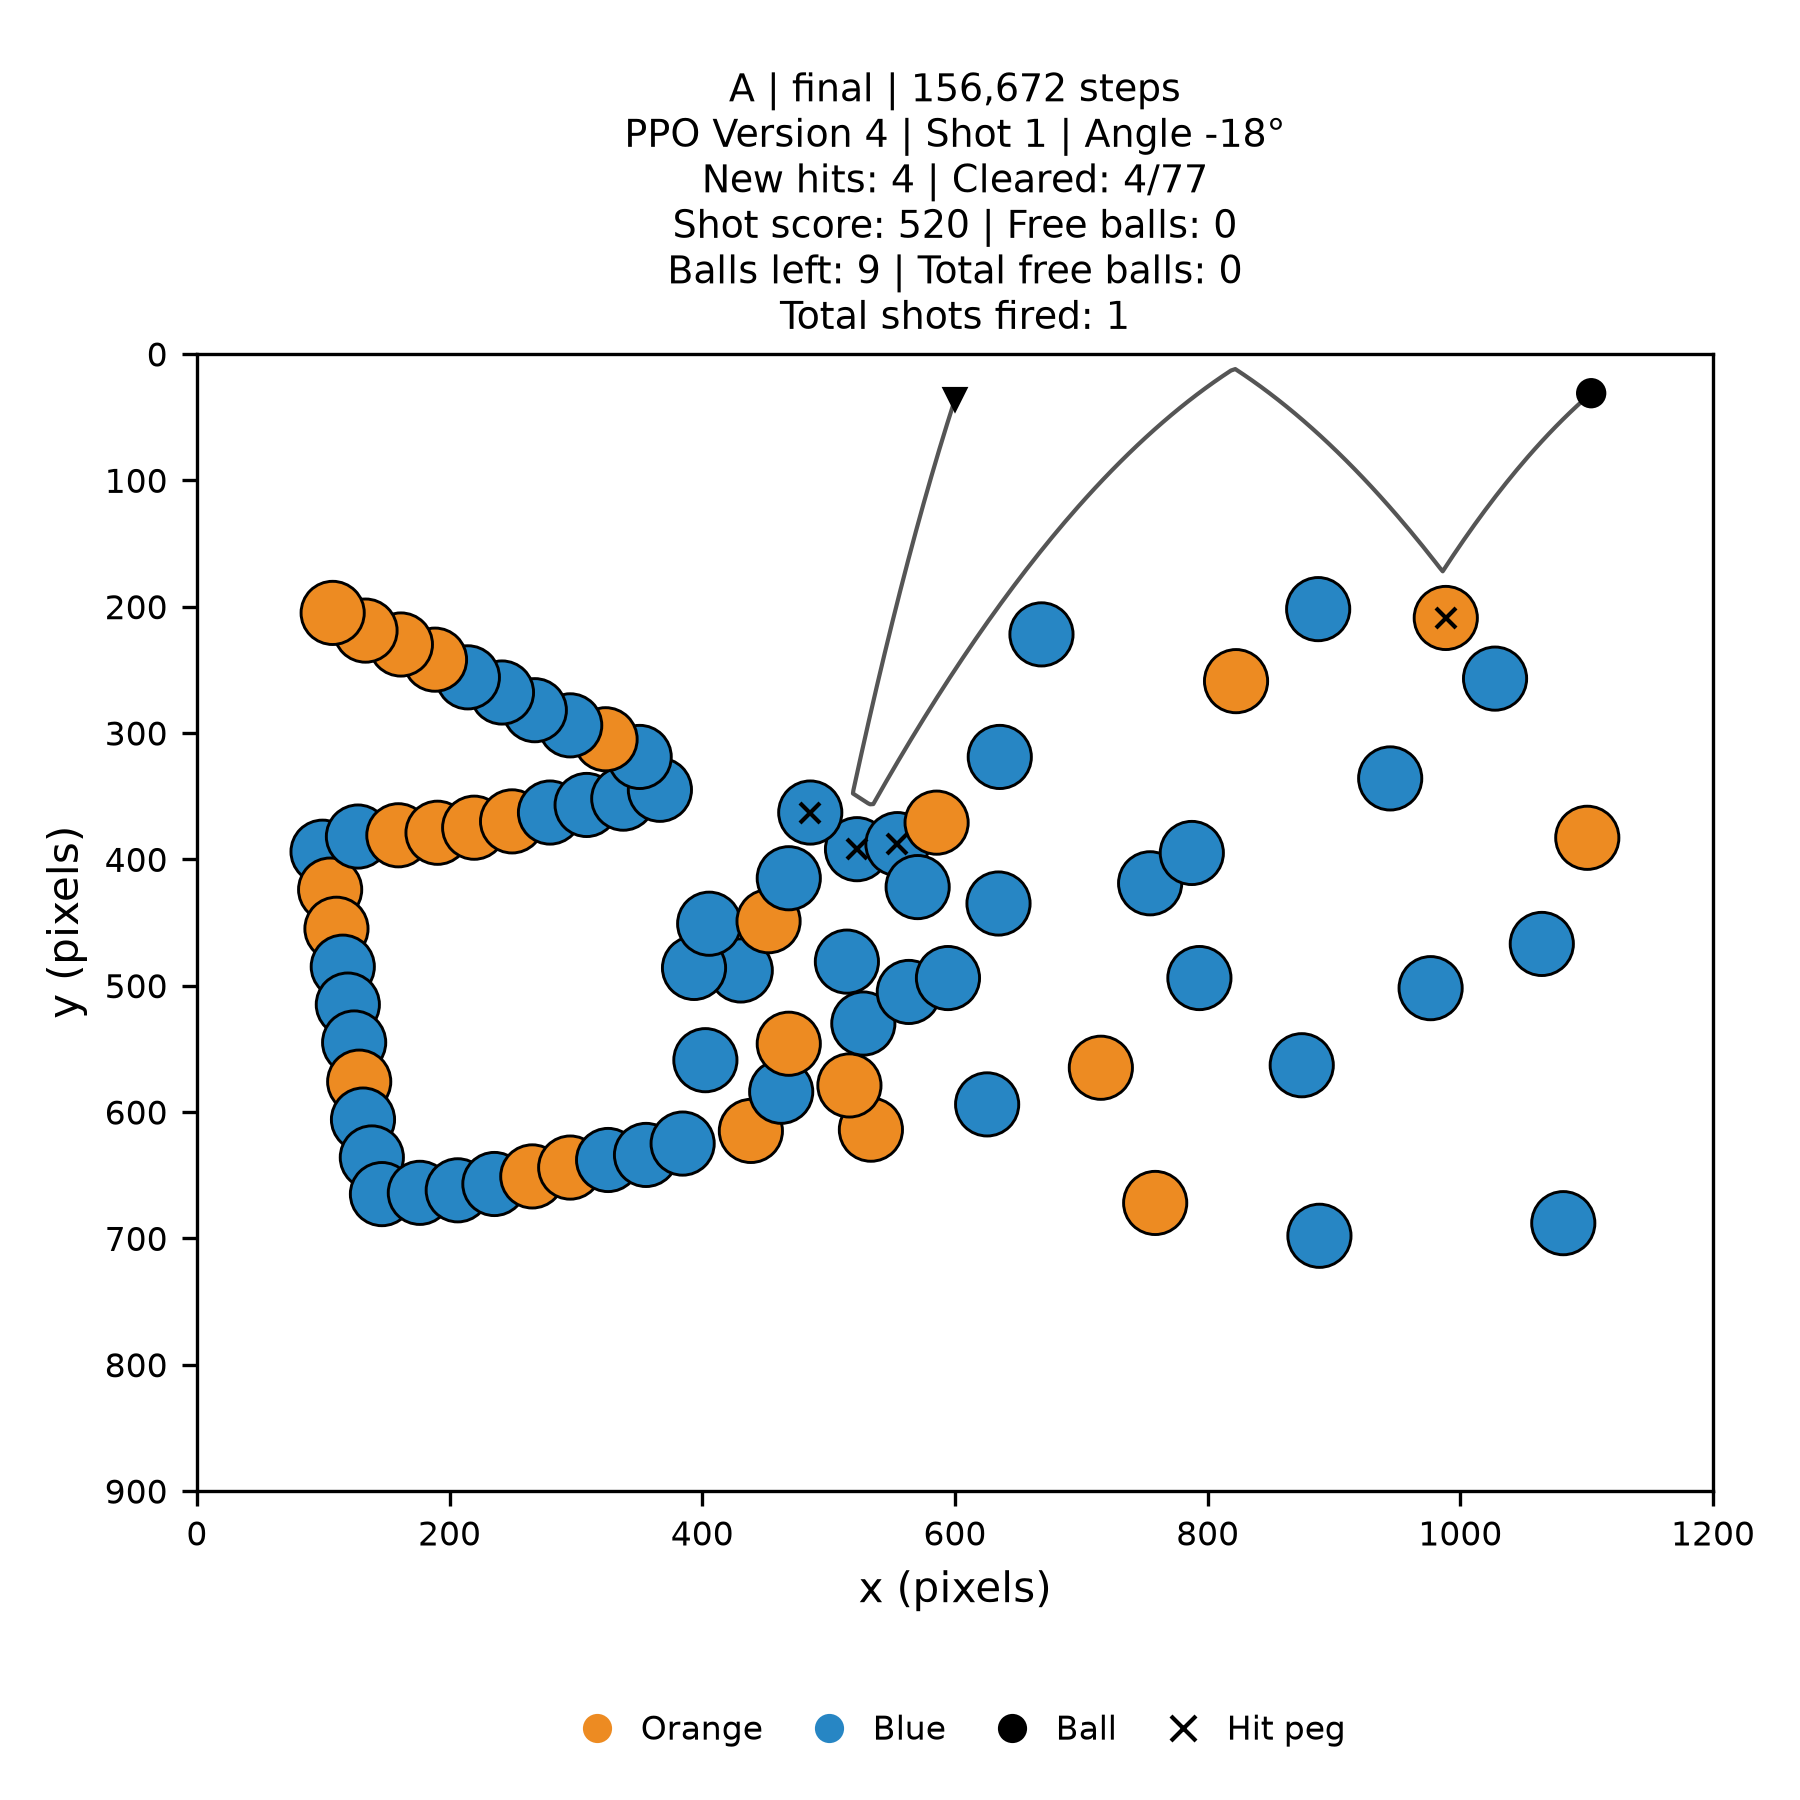 A | final | 156,672 steps
PPO Version 4 | Shot 1 | Angle -18°
New hits: 4 | Cleared: 4/77
Shot score: 520 | Free balls: 0
Balls left: 9 | Total free balls: 0
Total shots fired: 1
0
100
200
300
400
500
600
700
800
900
y (pixels)
0 200 400 600 800 1000 1200
x (pixels)
Orange Blue Ball Hit peg